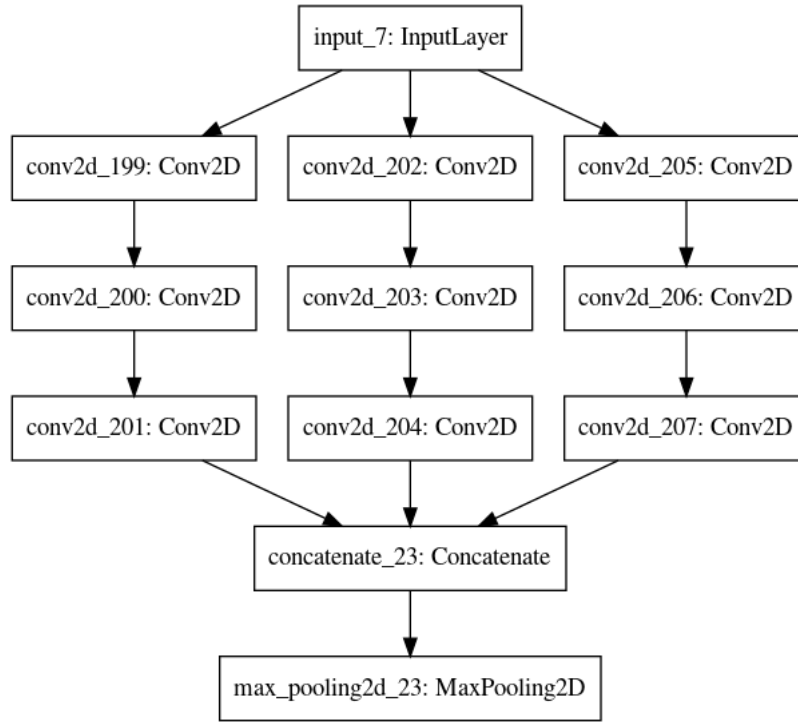 input_7: InputLayer
conv2d_199: Conv2D
conv2d_202: Conv2D
conv2d_205: Conv2D
conv2d_200: Conv2D
conv2d_203: Conv2D
conv2d_206: Conv2D
conv2d_201: Conv2D
conv2d_204: Conv2D
conv2d_207: Conv2D
concatenate_23: Concatenate
max_pooling2d_23: MaxPooling2D